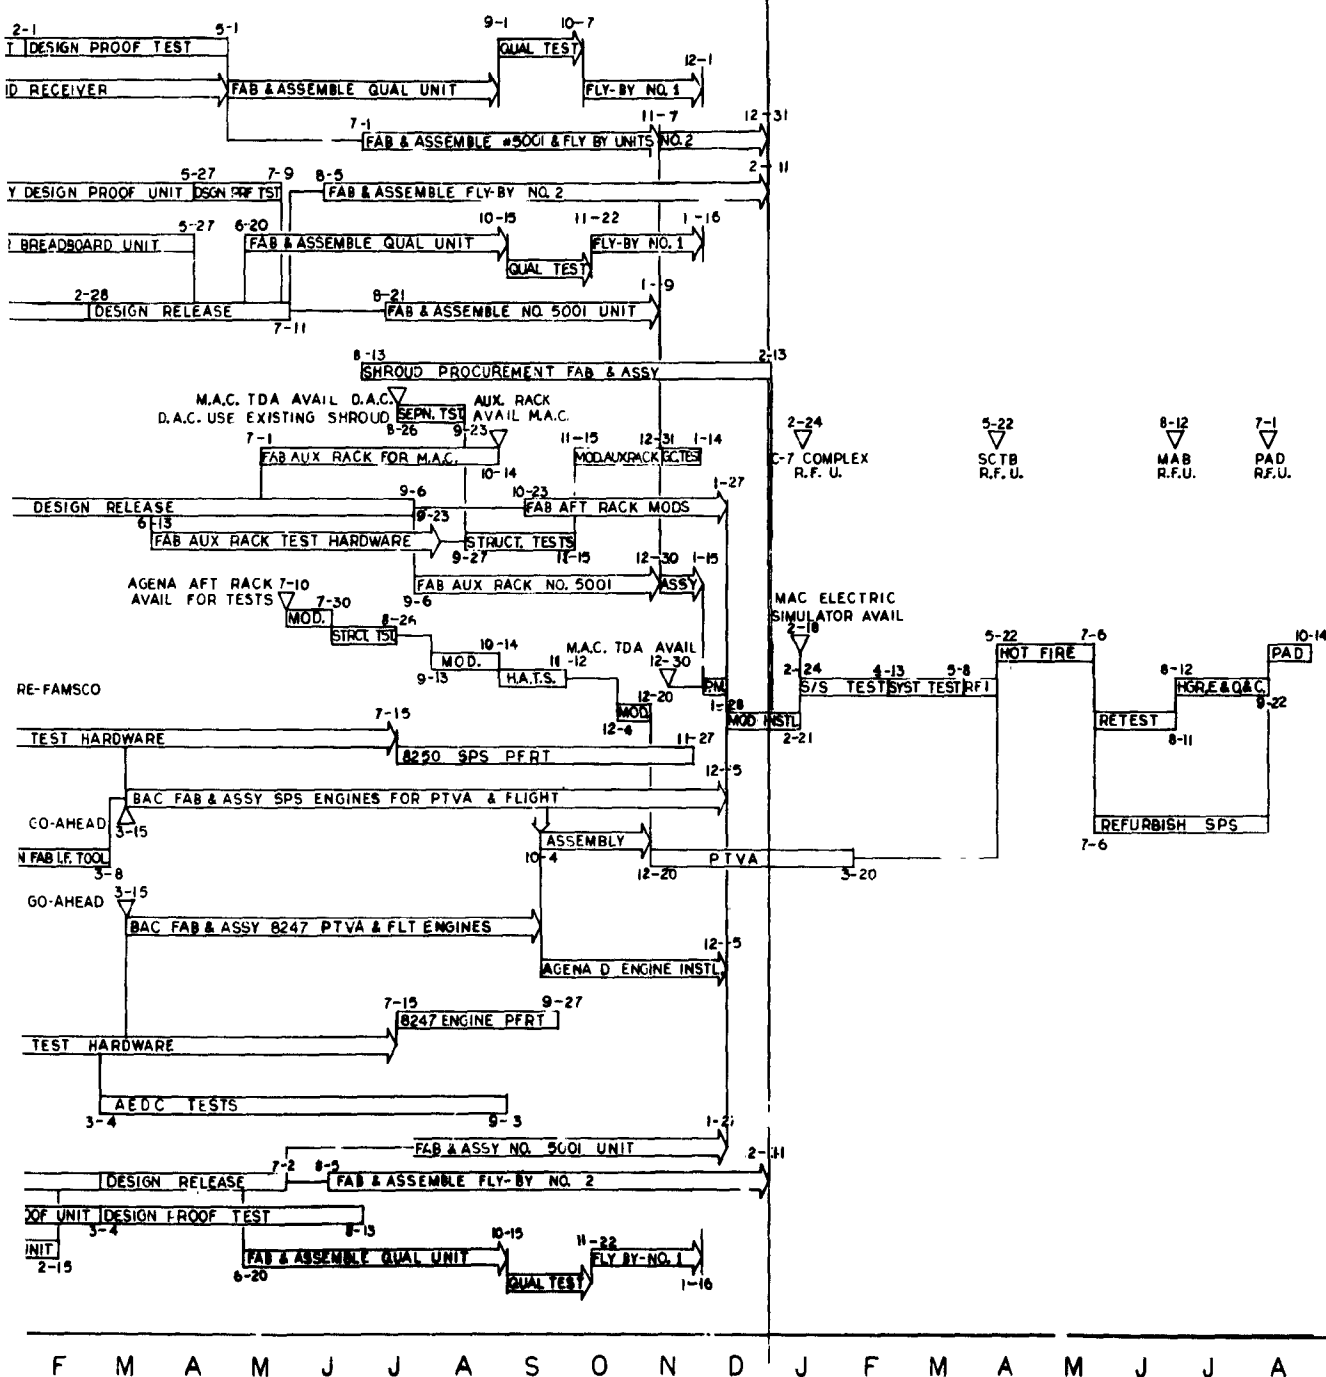 2-1
5-1
9-1
10-7
T DESIGN PROOF TEST
QUAL TEST
12-1
RECEIVER
FAB & ASSEMBLE QUAL UNIT
FLY-BY NO. 1
7-1
11-7
12-31
FAB & ASSEMBLE #5001 & FLY BY UNITS NO.2
2-11
5-27
7-9
8-5
Y DESIGN PROOF UNIT
DSGN PRF TST
FAB & ASSEMBLE FLY-BY NO. 2
5-27
6-20
10-15
11-22
1-16
BREADBOARD UNIT
FAB & ASSEMBLE QUAL UNIT
FLY-BY NO. 1
QUAL TEST
2-28
8-21
1-9
DESIGN RELEASE
FAB & ASSEMBLE NO. 5001 UNIT
7-11
8-13
2-13
SHROUD PROCUREMENT FAB & ASSY
M.A.C. TDA AVAIL D.A.C.
AUX. RACK
D.A.C. USE EXISTING SHROUD
SEPN. TST
AVAIL M.A.C.
8-26
9-23
7-1
11-15
12-31
1-14
2-24
5-22
8-12
7-1
FAB AUX RACK FOR M.A.C.
MOD. AUX RACK
GC. TEST
C-7 COMPLEX
SCTB
MAB
PAD
10-14
R.F. U.
R.F.U.
R.F.U.
R.F.U.
9-6
10-23
1-27
DESIGN RELEASE
FAB AFT RACK MODS
6-13
9-23
FAB AUX RACK TEST HARDWARE
STRUCT. TESTS
9-27
11-15
12-30
1-15
AGENA AFT RACK 7-10
FAB AUX RACK NO. 5001
ASSY
AVAIL FOR TESTS
7-30
9-6
MAC ELECTRIC
MOD.
8-26
SIMULATOR AVAIL
STRCT. TST.
2-18
5-22
7-6
10-14
10-14
11-12
M.A.C. TDA AVAIL
HOT FIRE
PAD
MOD.
12-30
2-24
4-13
5-8
8-12
9-13
H.A.T.S.
P.M.
S/S TEST
SYST TEST
RFI
HGR, E & Q & C.
RE-FAMSCO
12-20
1-28
9-22
7-15
MOD.
MOD INSTL
RETEST
12-4
2-21
8-11
TEST HARDWARE
11-27
8250 SPS PFRT
12-5
BAC FAB & ASSY SPS ENGINES FOR PTVA & FLIGHT
GO-AHEAD
3-15
REFURBISH SPS
ASSEMBLY
7-6
N FAB I.F. TOOL
10-4
PTVA
3-8
12-20
3-20
3-15
GO-AHEAD
BAC FAB & ASSY 8247 PTVA & FLT ENGINES
12-5
AGENA D ENGINE INSTL.
7-15
9-27
8247 ENGINE PFRT
TEST HARDWARE
AEDC TESTS
3-4
9-3
FAB & ASSY NO. 5001 UNIT
7-2
8-5
DESIGN RELEASE
FAB & ASSEMBLE FLY-BY NO. 2
OOF UNIT DESIGN PROOF TEST
3-4
8-13
10-15
11-22
UNIT
FAB & ASSEMBLE QUAL UNIT
FLY BY-NO. 1
2-15
6-20
QUAL TEST
1-16
F M A M J J A S O N D J F M A M J J A